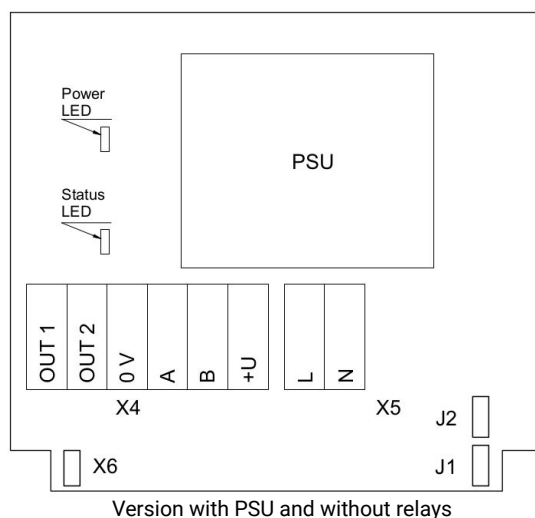 Power
LED
PSU
Status
LED
OUT 1
OUT 2
0 V
A
B
+U
L
N
X4
X5
J2
X6
J1
Version with PSU and without relays